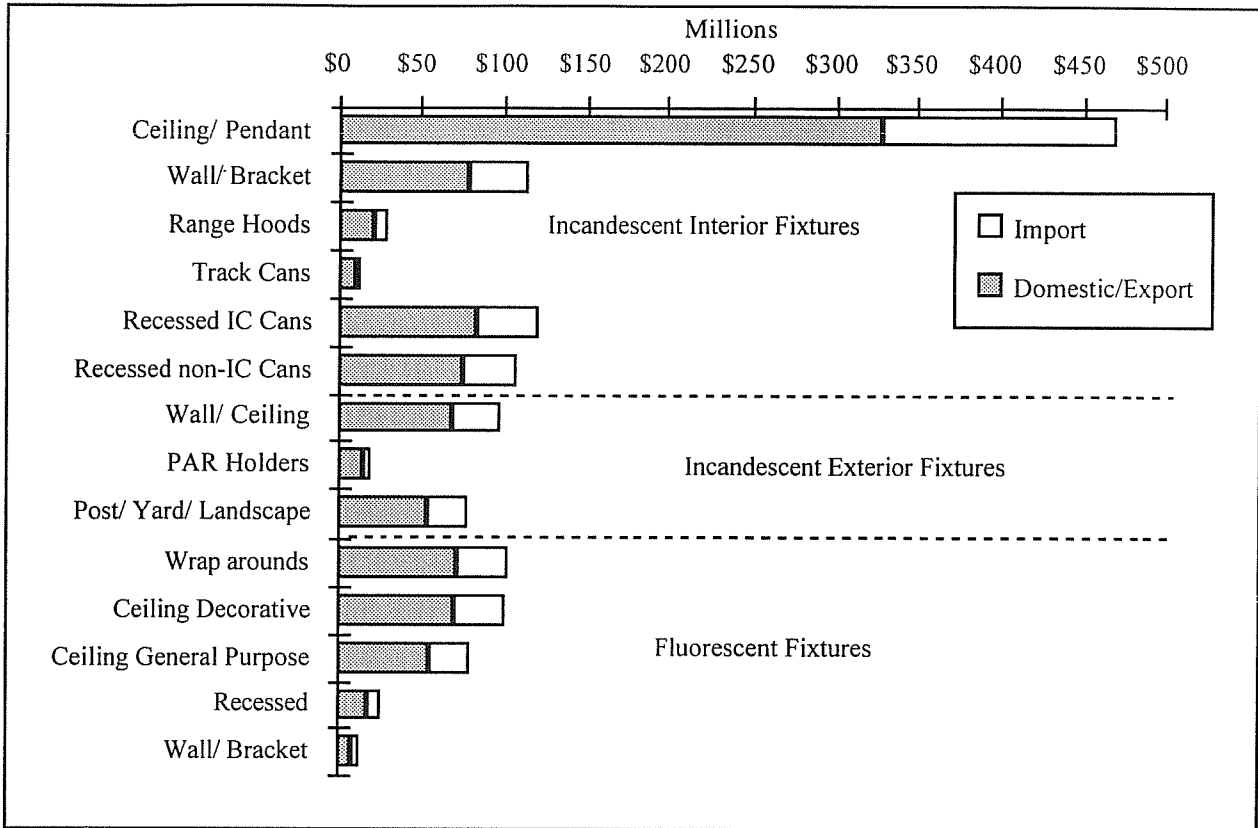 Millions
$0 $50 $100 $150 $200 $250 $300 $350 $400 $450 $500
Ceiling/ Pendant
Wall/ Bracket
Range Hoods
Incandescent Interior Fixtures
Import
Track Cans
Domestic/Export
Recessed IC Cans
Recessed non-IC Cans
Wall/ Ceiling
PAR Holders
Incandescent Exterior Fixtures
Post/ Yard/ Landscape
Wrap arounds
Ceiling Decorative
Ceiling General Purpose
Fluorescent Fixtures
Recessed
Wall/ Bracket